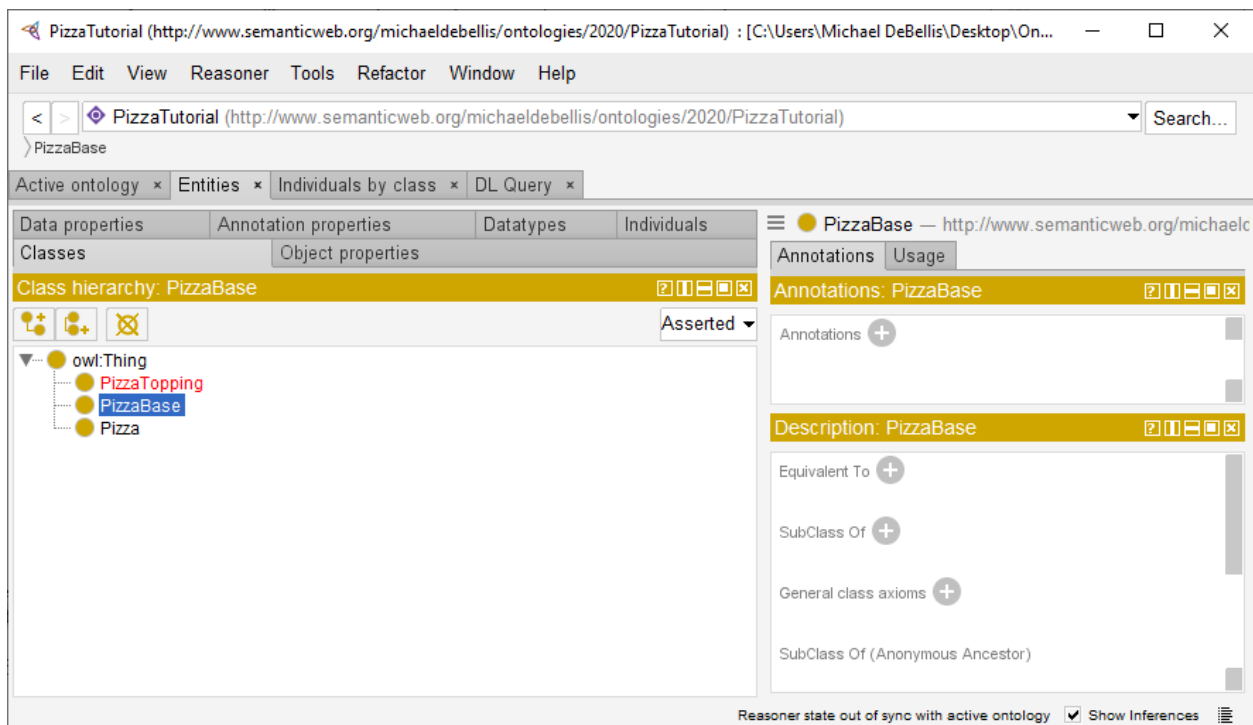 PizzaTutorial (http://www.semanticweb.org/michaeldebellis/ontologies/2020/PizzaTutorial) : [C:\Users\Michael DeBellis\Desktop\On...
File Edit View Reasoner Tools Refactor Window Help
< > PizzaTutorial (http://www.semanticweb.org/michaeldebellis/ontologies/2020/PizzaTutorial) Search...
PizzaBase
Active ontology × Entities × Individuals by class × DL Query ×
Data properties Annotation properties Datatypes Individuals
Classes Object properties
Class hierarchy: PizzaBase
Asserted
owl:Thing
PizzaTopping
PizzaBase
Pizza
PizzaBase — http://www.semanticweb.org/michaeld
Annotations Usage
Annotations: PizzaBase
Annotations
Description: PizzaBase
Equivalent To
SubClass Of
General class axioms
SubClass Of (Anonymous Ancestor)
Reasoner state out of sync with active ontology Show Inferences